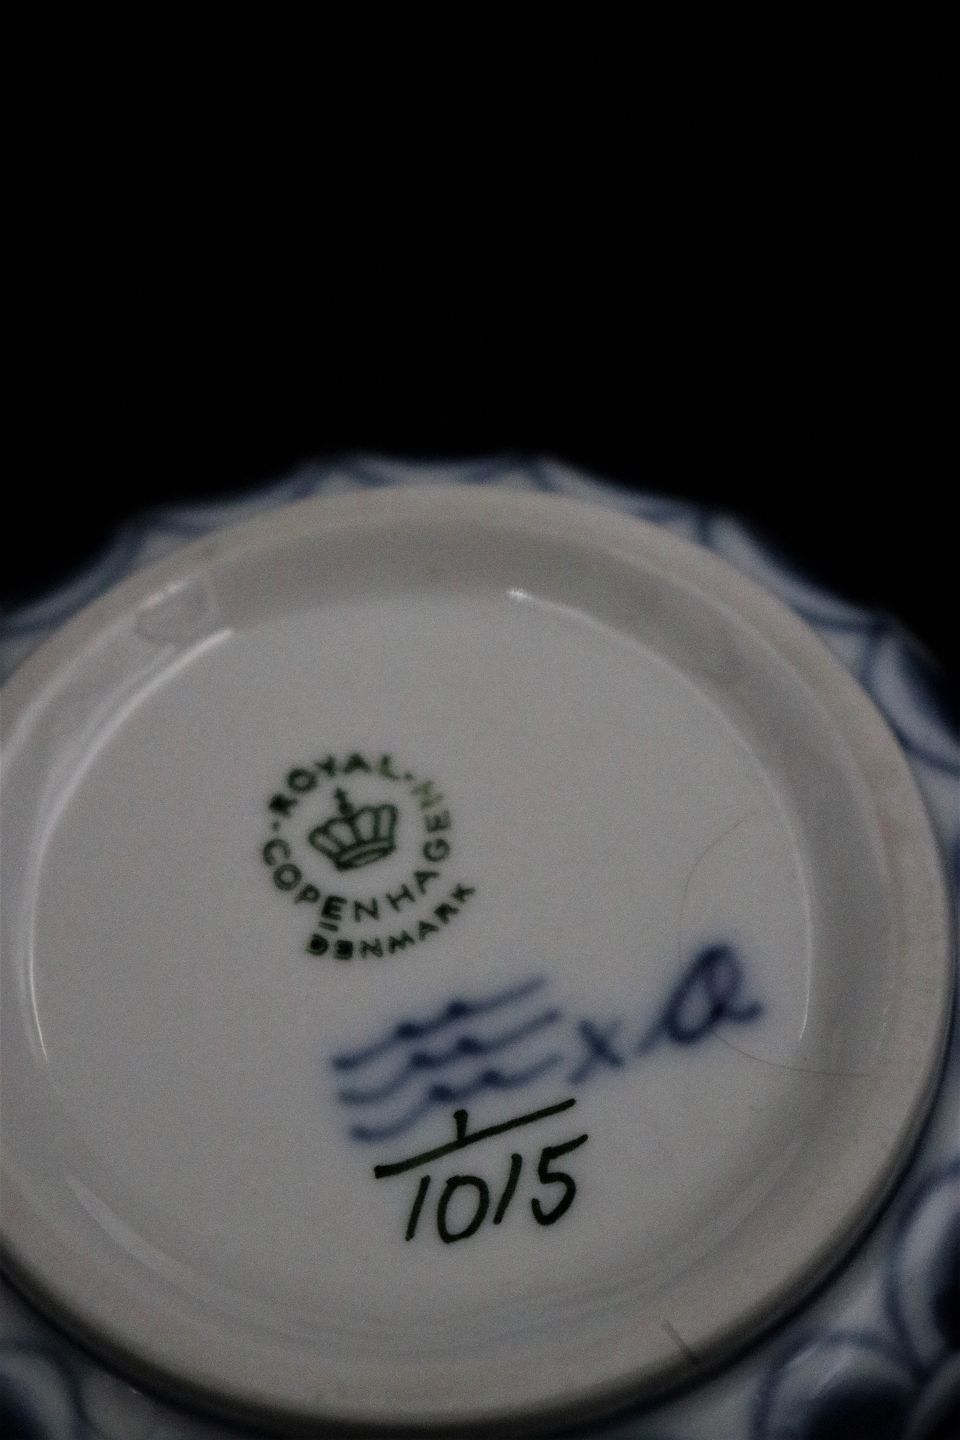 ROYAL
COPENHAGEN
DENMARK
x
1
1015